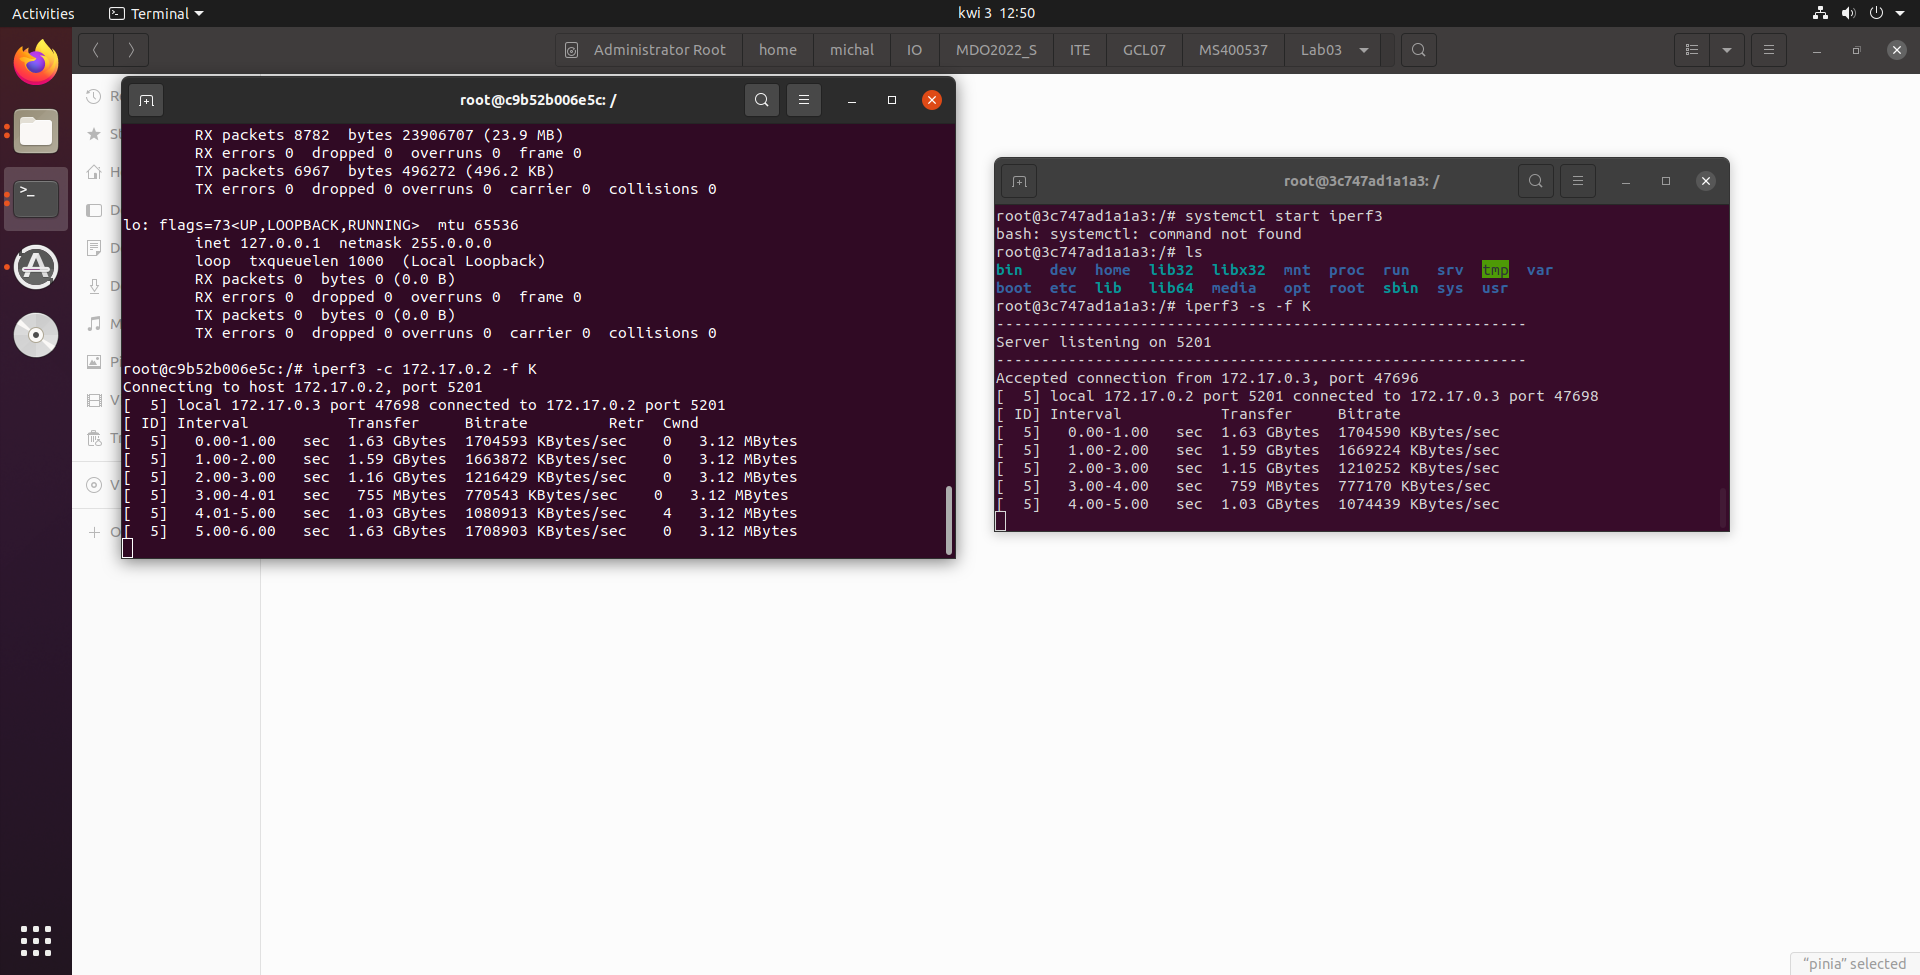 Activities
Terminal
kwi 3 12:50
Administrator Root
home
michal
IO
MDO2022_S
ITE
GCL07
MS400537
Lab03
root@c9b52b006e5c: /
RX packets 8782  bytes 23906707 (23.9 MB)
RX errors 0  dropped 0  overruns 0  frame 0
TX packets 6967  bytes 496272 (496.2 KB)
TX errors 0  dropped 0 overruns 0  carrier 0  collisions 0
lo: flags=73<UP,LOOPBACK,RUNNING>  mtu 65536
inet 127.0.0.1  netmask 255.0.0.0
loop  txqueuelen 1000  (Local Loopback)
RX packets 0  bytes 0 (0.0 B)
RX errors 0  dropped 0  overruns 0  frame 0
TX packets 0  bytes 0 (0.0 B)
TX errors 0  dropped 0 overruns 0  carrier 0  collisions 0
root@c9b52b006e5c:/# iperf3 -c 172.17.0.2 -f K
Connecting to host 172.17.0.2, port 5201
[  5] local 172.17.0.3 port 47698 connected to 172.17.0.2 port 5201
[ ID] Interval           Transfer     Bitrate         Retr  Cwnd
[  5]   0.00-1.00   sec  1.63 GBytes  1704593 KBytes/sec    0   3.12 MBytes
[  5]   1.00-2.00   sec  1.59 GBytes  1663872 KBytes/sec    0   3.12 MBytes
[  5]   2.00-3.00   sec  1.16 GBytes  1216429 KBytes/sec    0   3.12 MBytes
[  5]   3.00-4.01   sec   755 MBytes  770543 KBytes/sec    0   3.12 MBytes
[  5]   4.01-5.00   sec  1.03 GBytes  1080913 KBytes/sec    4   3.12 MBytes
[  5]   5.00-6.00   sec  1.63 GBytes  1708903 KBytes/sec    0   3.12 MBytes
root@3c747ad1a1a3: /
root@3c747ad1a1a3:/# systemctl start iperf3
bash: systemctl: command not found
root@3c747ad1a1a3:/# ls
bin   dev  home  lib32  libx32  mnt  proc  run   srv  tmp  var
boot  etc  lib   lib64  media   opt  root  sbin  sys  usr
root@3c747ad1a1a3:/# iperf3 -s -f K
-----------------------------------------------------------
Server listening on 5201
-----------------------------------------------------------
Accepted connection from 172.17.0.3, port 47696
[  5] local 172.17.0.2 port 5201 connected to 172.17.0.3 port 47698
[ ID] Interval           Transfer     Bitrate
[  5]   0.00-1.00   sec  1.63 GBytes  1704590 KBytes/sec
[  5]   1.00-2.00   sec  1.59 GBytes  1669224 KBytes/sec
[  5]   2.00-3.00   sec  1.15 GBytes  1210252 KBytes/sec
[  5]   3.00-4.00   sec   759 MBytes  777170 KBytes/sec
[  5]   4.00-5.00   sec  1.03 GBytes  1074439 KBytes/sec
"pinia" selected